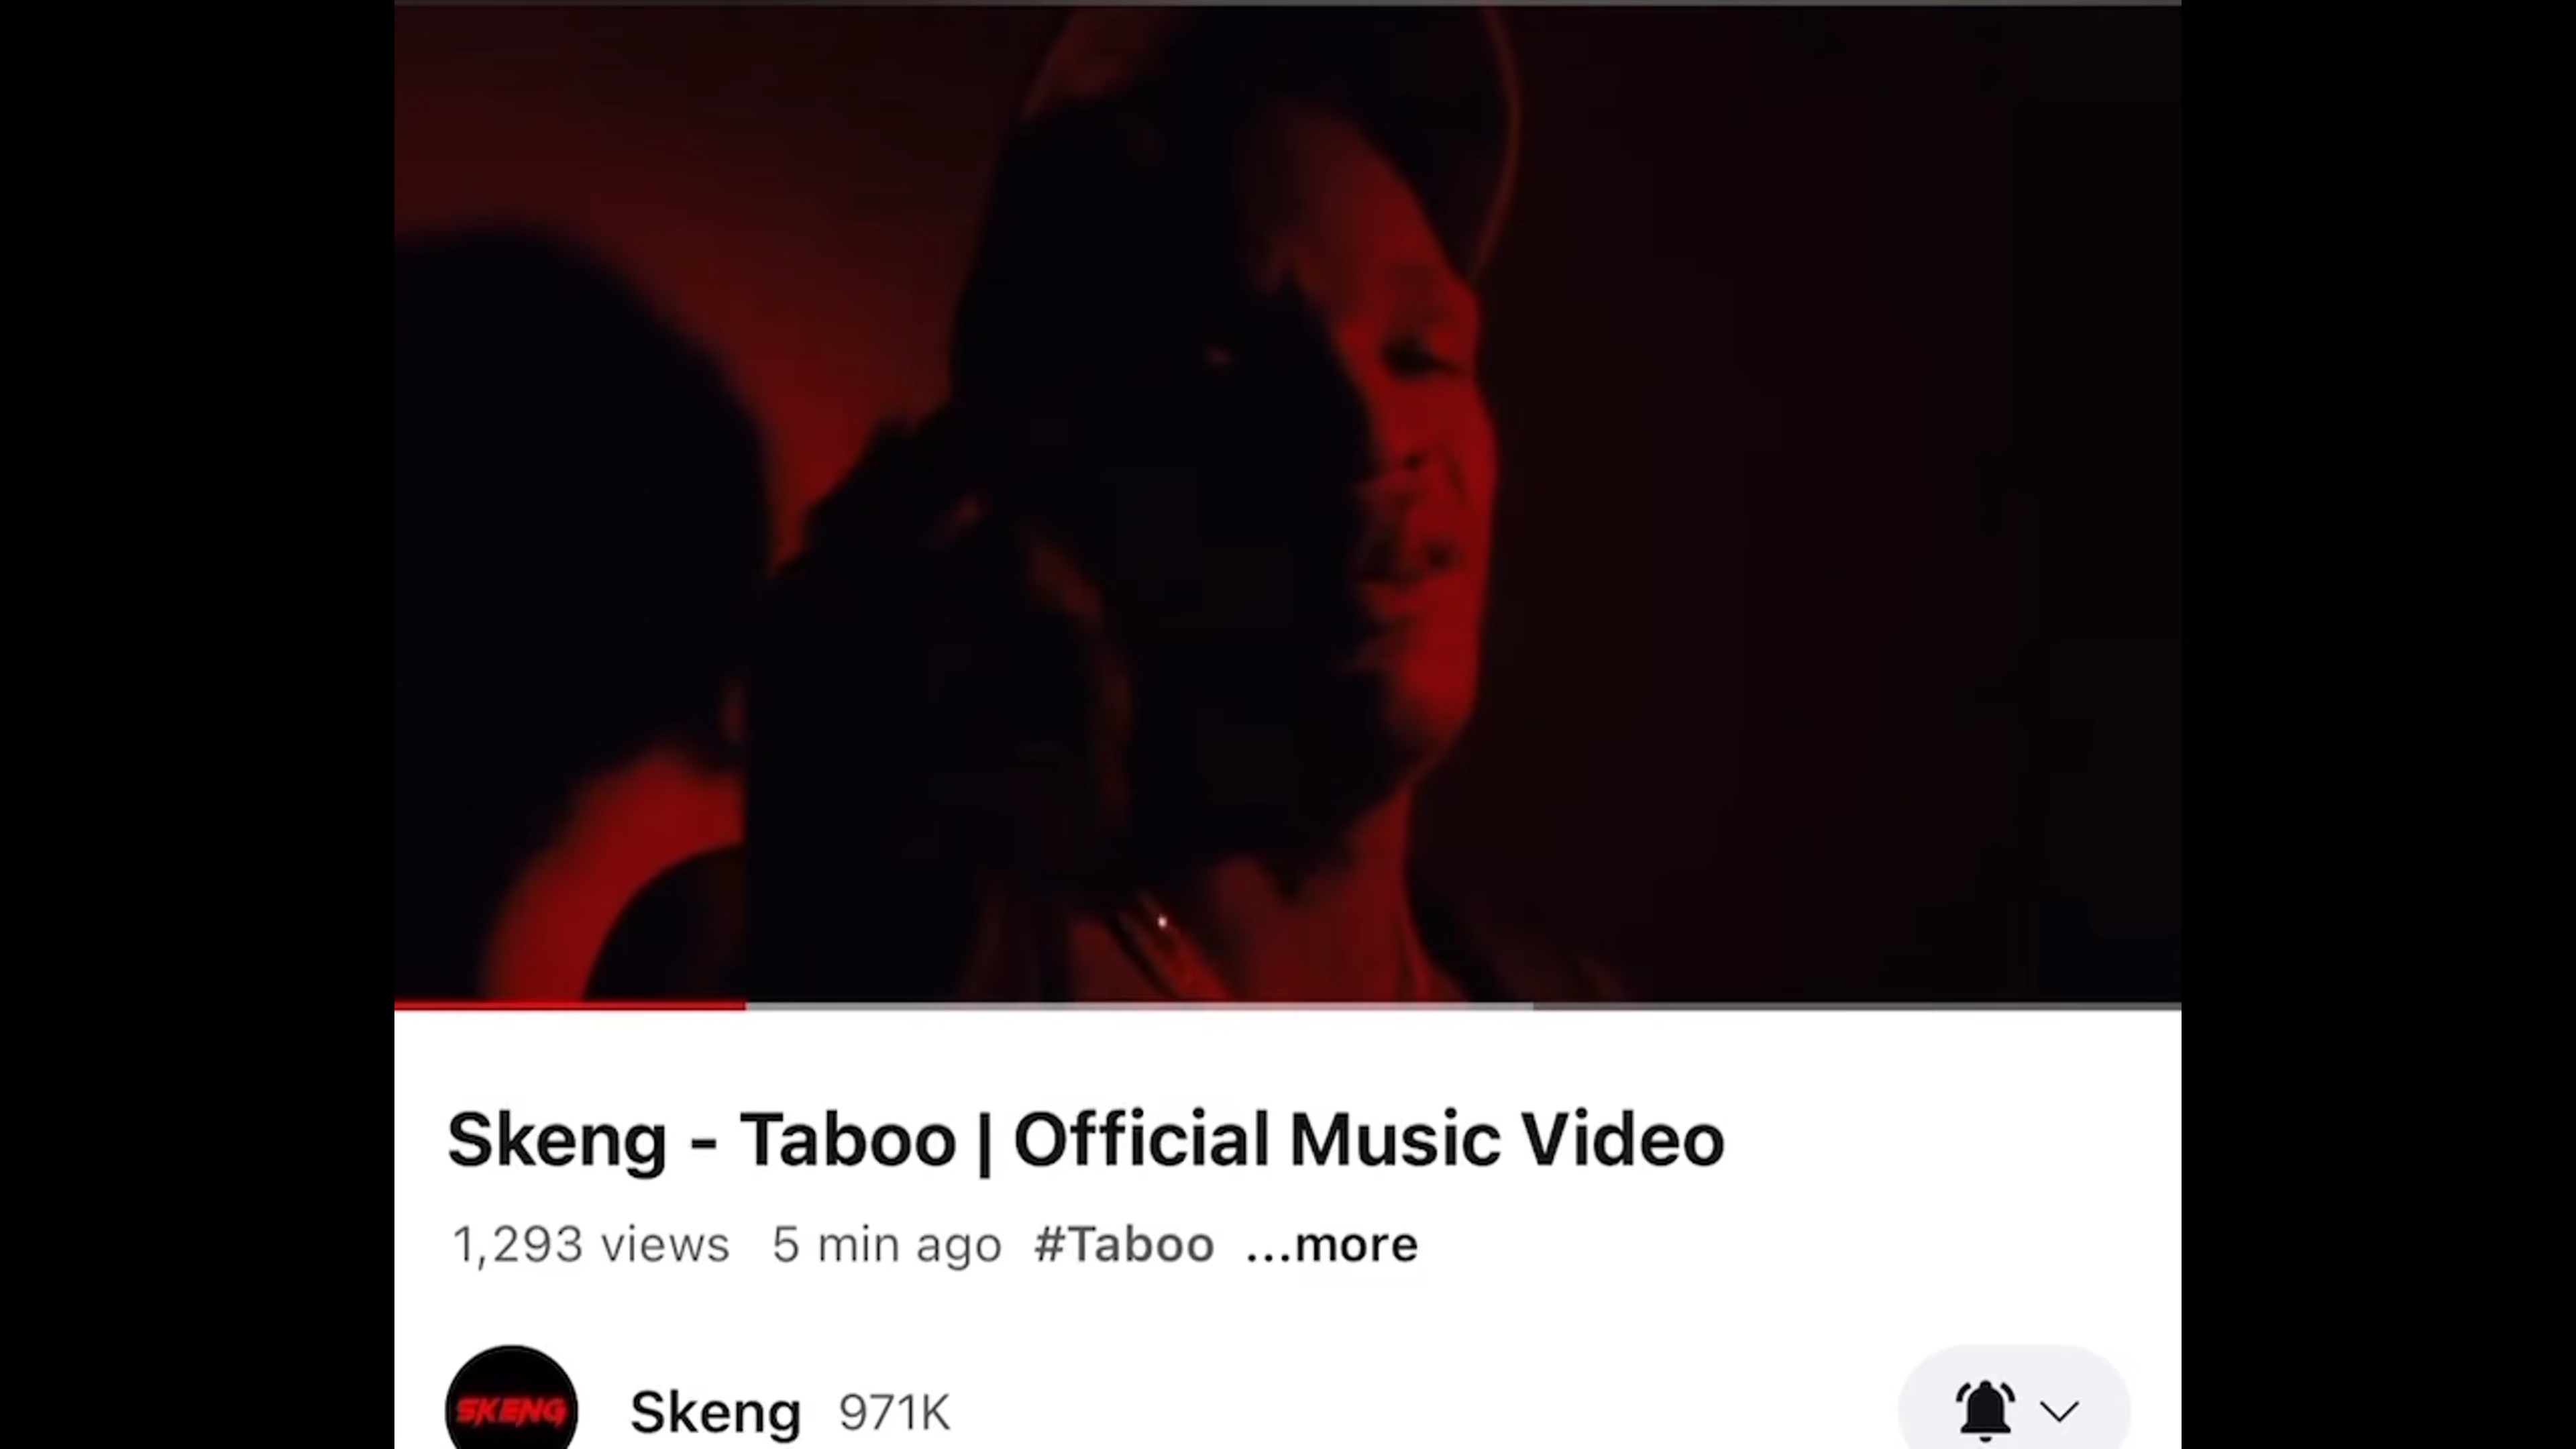 Skeng - Taboo | Official Music Video
1,293 views 5 min ago #Taboo ...more
SKENG Skeng 971K